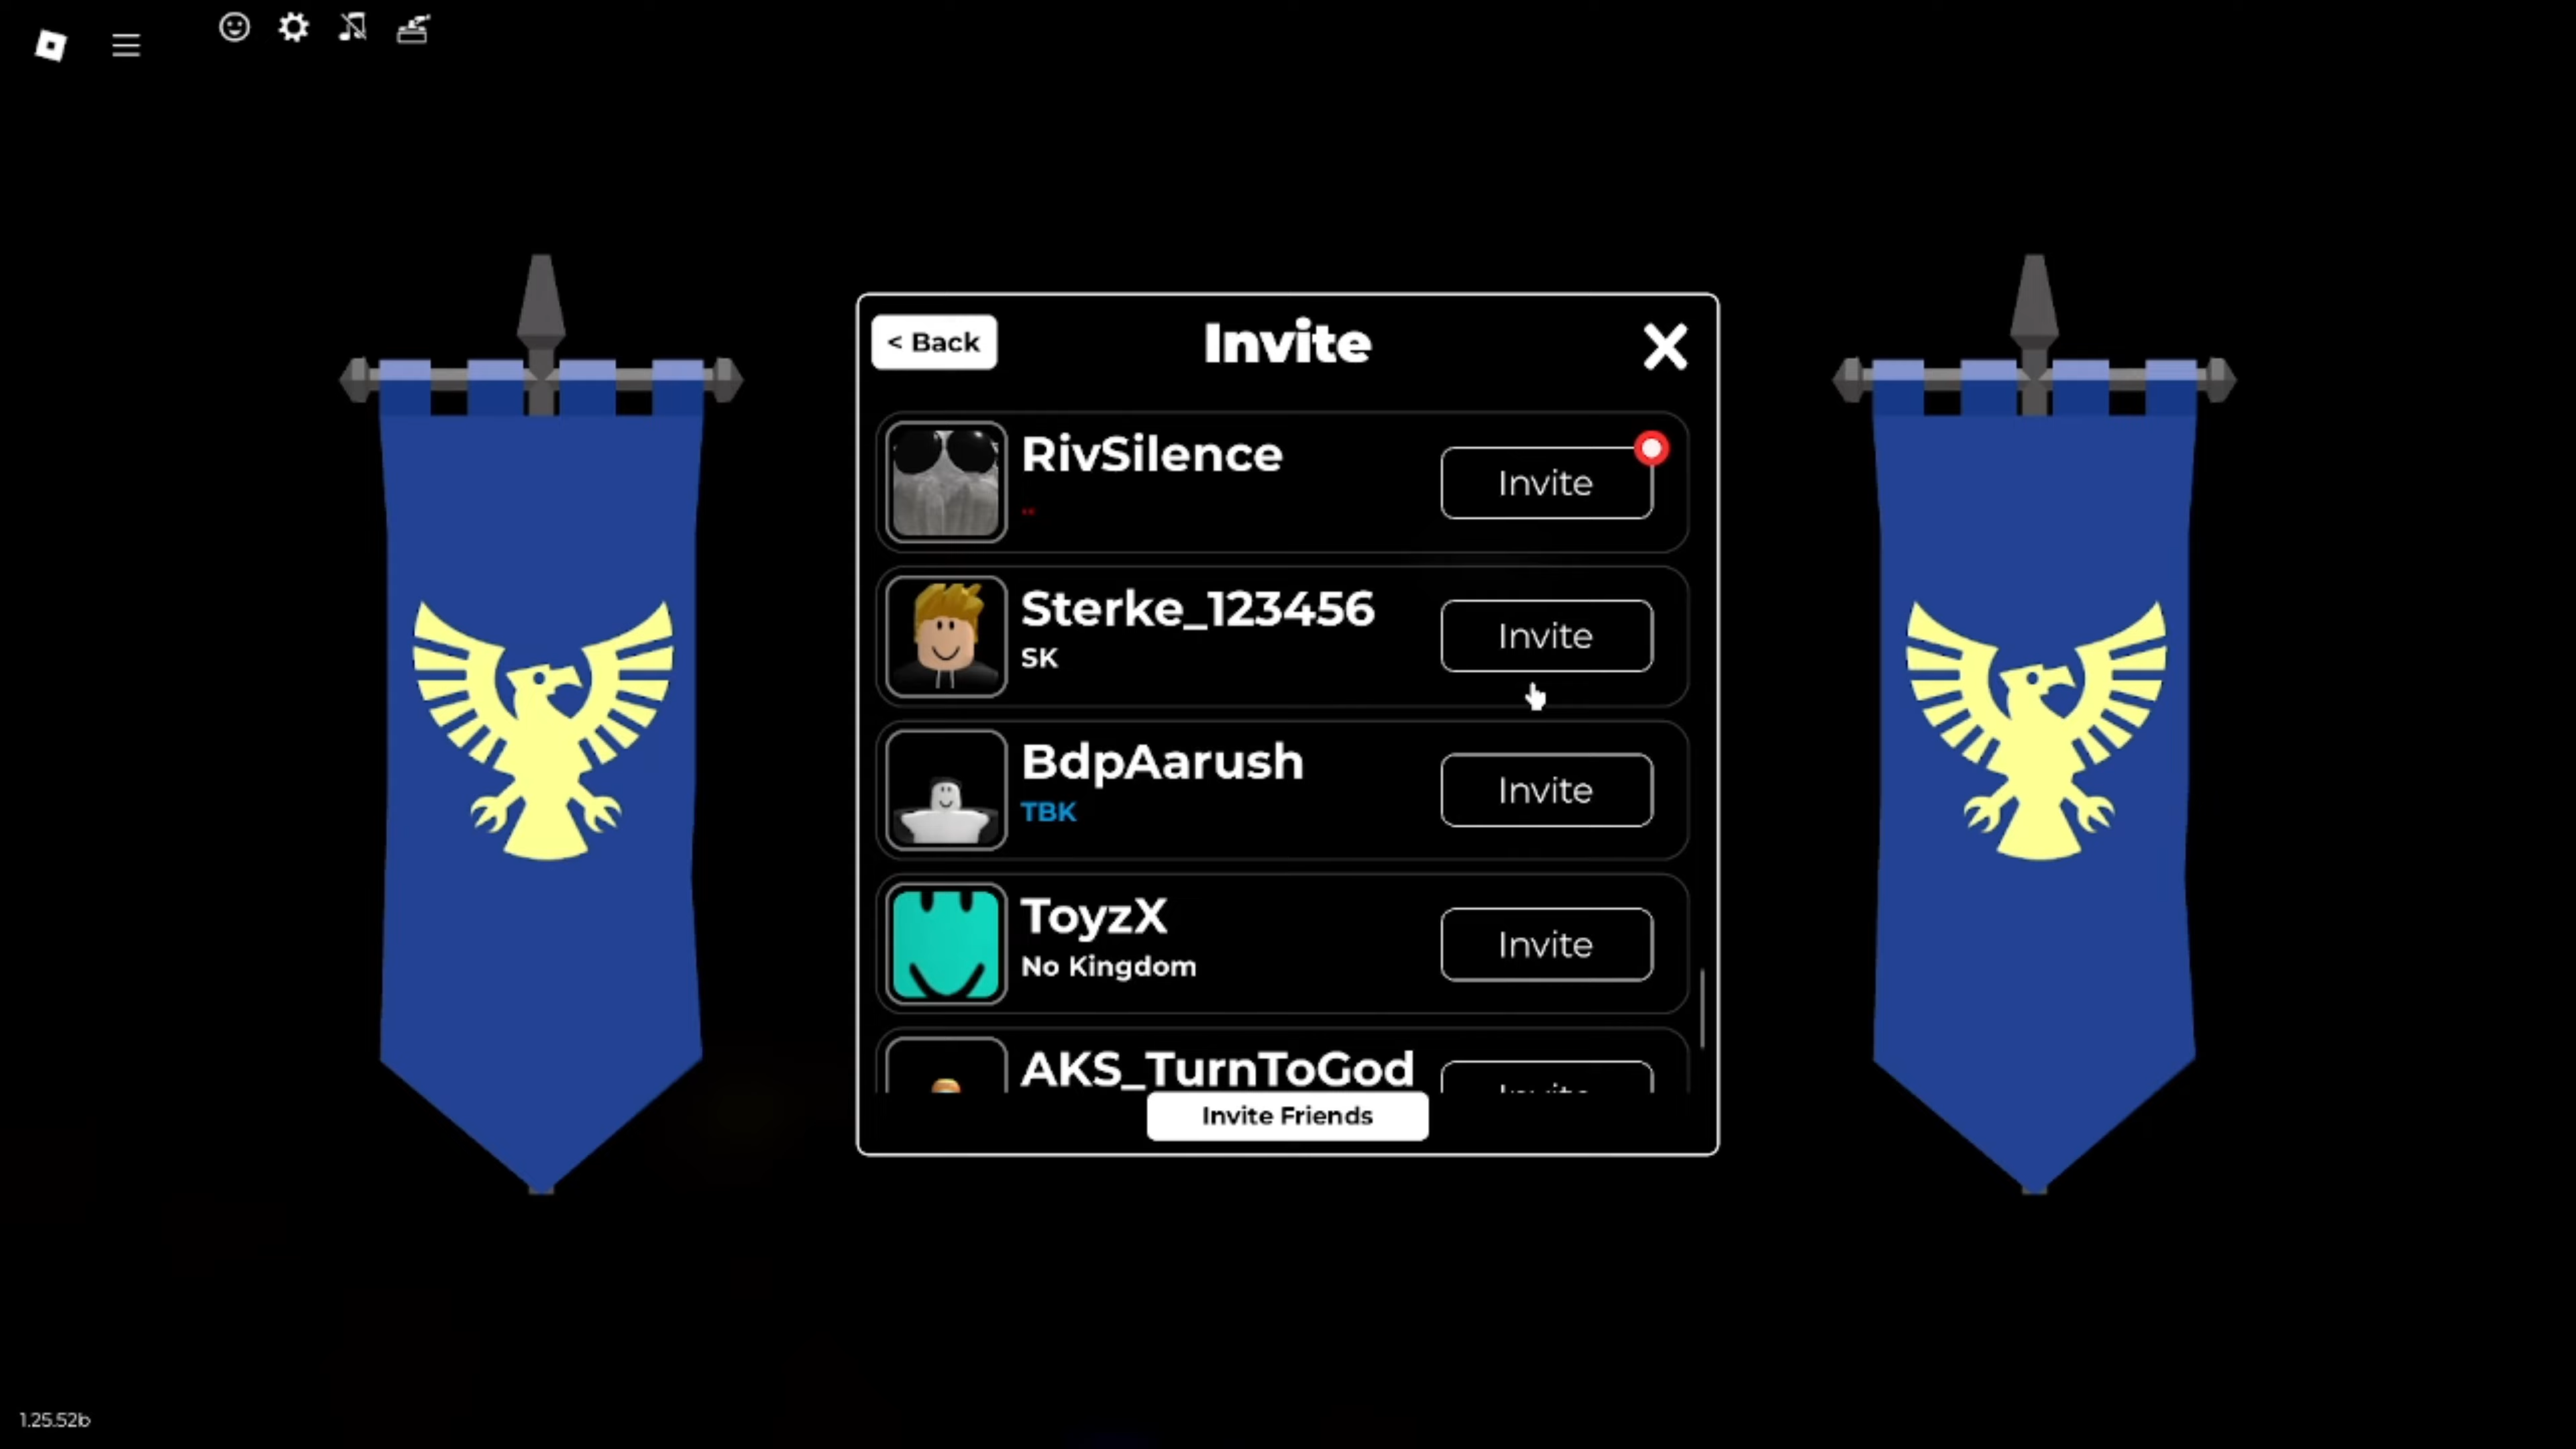 < Back
Invite
RivSilence
..
Invite
Sterke_123456
SK
Invite
BdpAarush
TBK
Invite
ToyzX
No Kingdom
Invite
AKS_TurnToGod
Invite Friends
1.25.52b